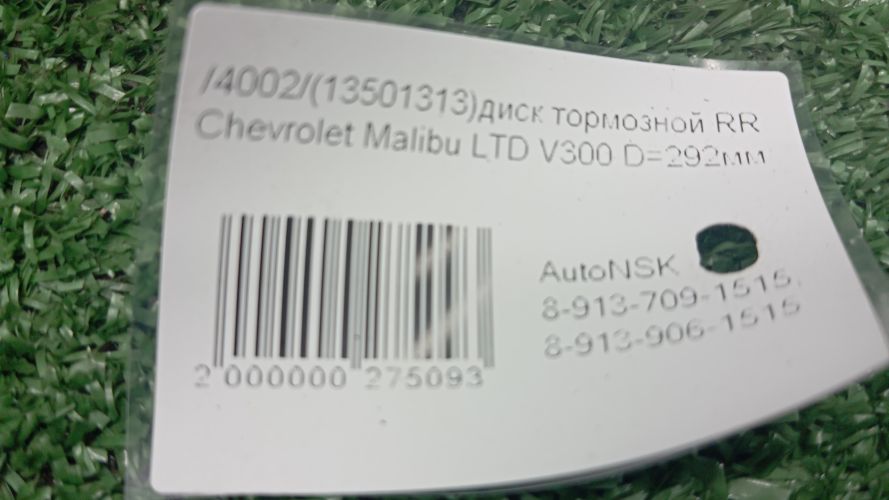 /4002/(13501313)диск тормозной RR
Chevrolet Malibu LTD V300 D=292мм
AutoNSK
8-913-709-1515,
8-913-906-1515
2 000000 275093